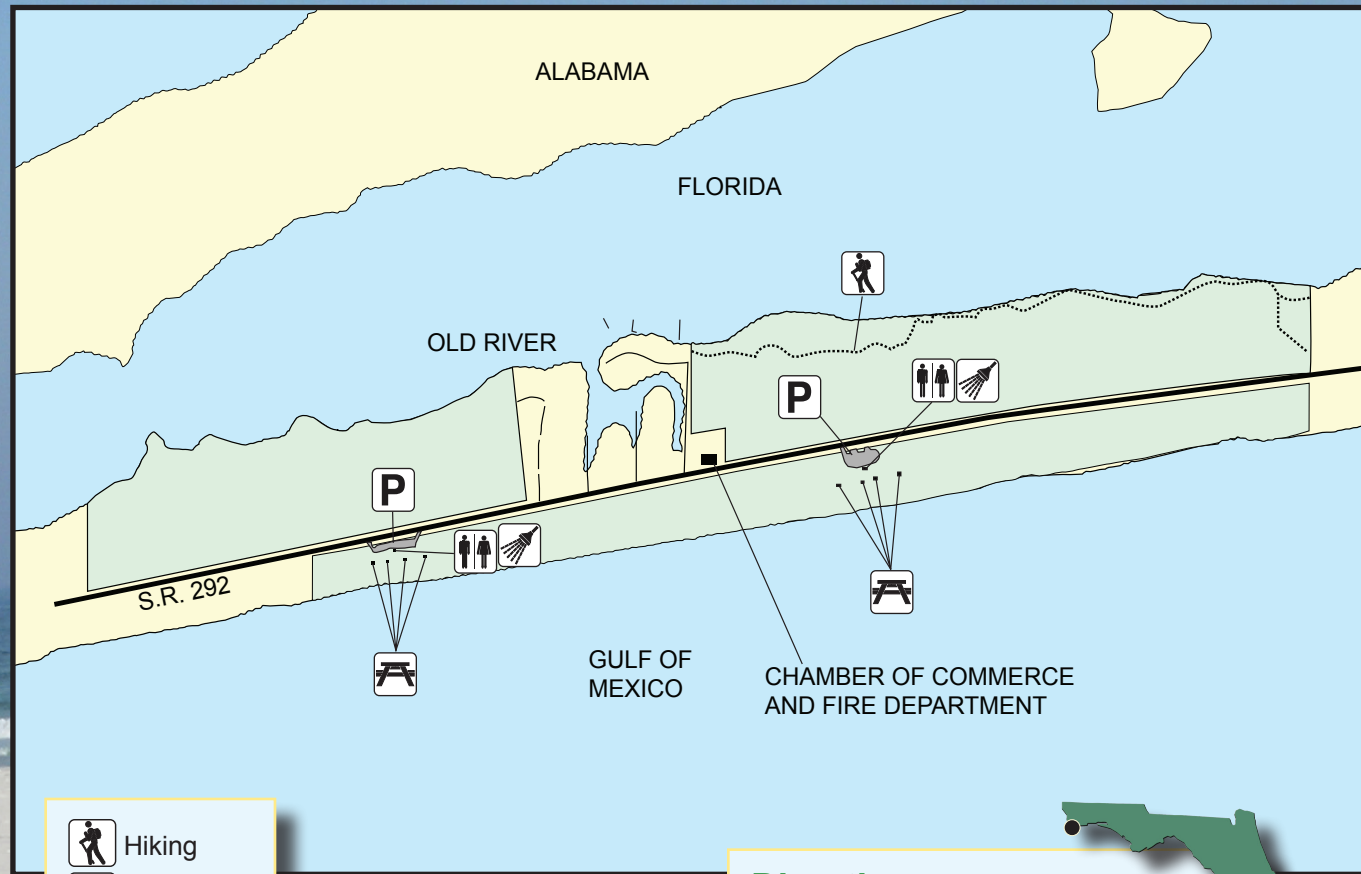 ALABAMA
FLORIDA
OLD RIVER
P
P
S.R. 292
GULF OF
MEXICO
CHAMBER OF COMMERCE
AND FIRE DEPARTMENT
Hiking